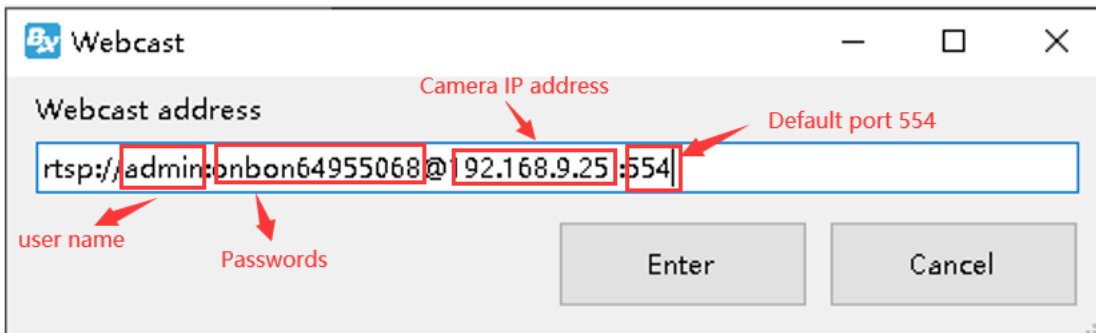 BX Webcast
Camera IP address
Webcast address
Default port 554
rtsp://admin:onbon64955068@192.168.9.25 :554
user name
Passwords
Enter
Cancel